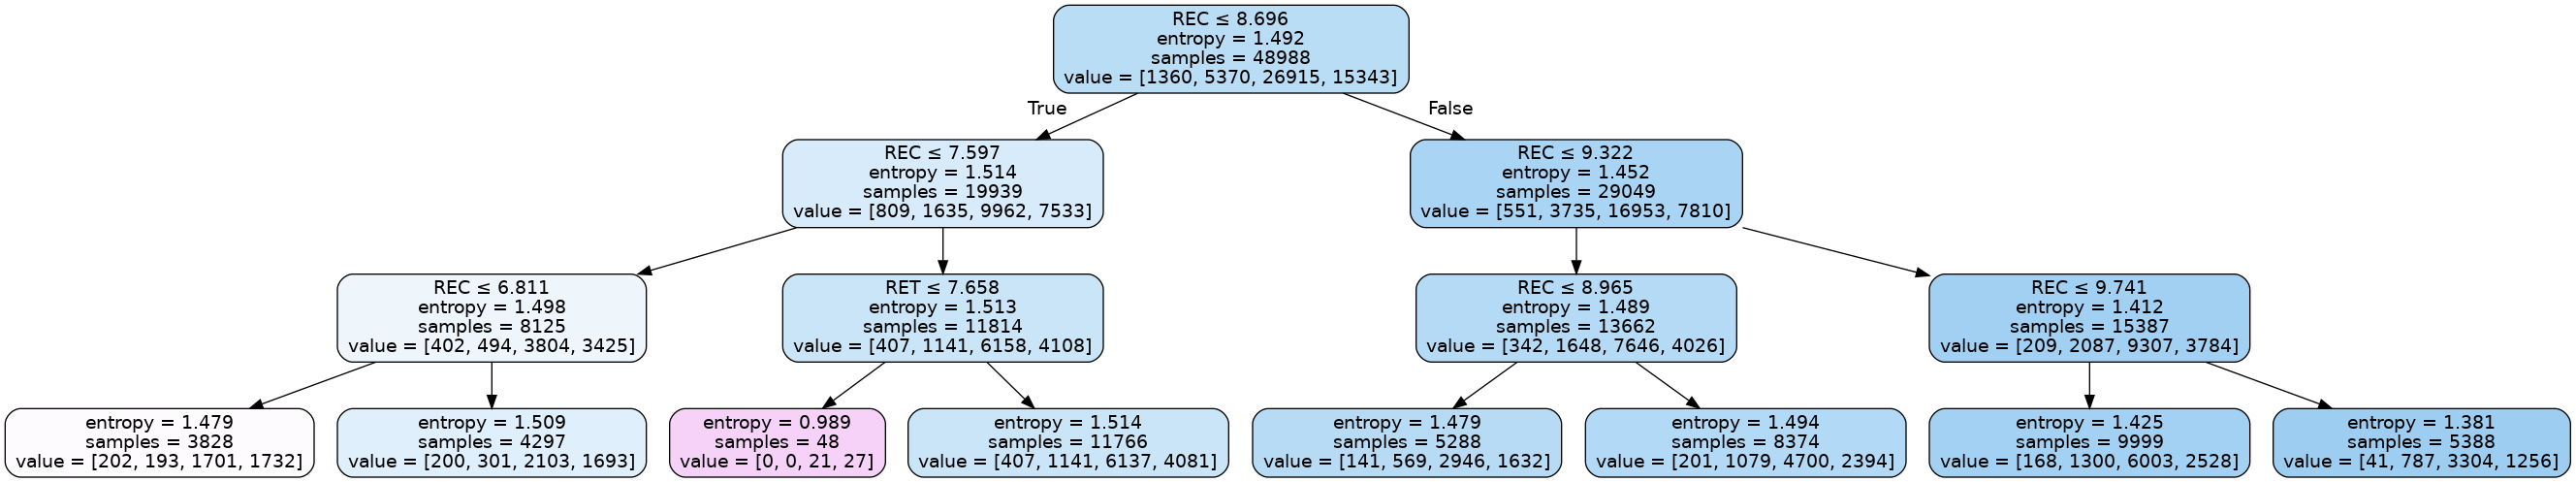 REC ≤ 8.696
entropy = 1.492
samples = 48988
value = [1360, 5370, 26915, 15343]
True
False
REC ≤ 7.597
entropy = 1.514
samples = 19939
value = [809, 1635, 9962, 7533]
REC ≤ 9.322
entropy = 1.452
samples = 29049
value = [551, 3735, 16953, 7810]
REC ≤ 6.811
entropy = 1.498
samples = 8125
value = [402, 494, 3804, 3425]
RET ≤ 7.658
entropy = 1.513
samples = 11814
value = [407, 1141, 6158, 4108]
REC ≤ 8.965
entropy = 1.489
samples = 13662
value = [342, 1648, 7646, 4026]
REC ≤ 9.741
entropy = 1.412
samples = 15387
value = [209, 2087, 9307, 3784]
entropy = 1.479
samples = 3828
value = [202, 193, 1701, 1732]
entropy = 1.509
samples = 4297
value = [200, 301, 2103, 1693]
entropy = 0.989
samples = 48
value = [0, 0, 21, 27]
entropy = 1.514
samples = 11766
value = [407, 1141, 6137, 4081]
entropy = 1.479
samples = 5288
value = [141, 569, 2946, 1632]
entropy = 1.494
samples = 8374
value = [201, 1079, 4700, 2394]
entropy = 1.425
samples = 9999
value = [168, 1300, 6003, 2528]
entropy = 1.381
samples = 5388
value = [41, 787, 3304, 1256]